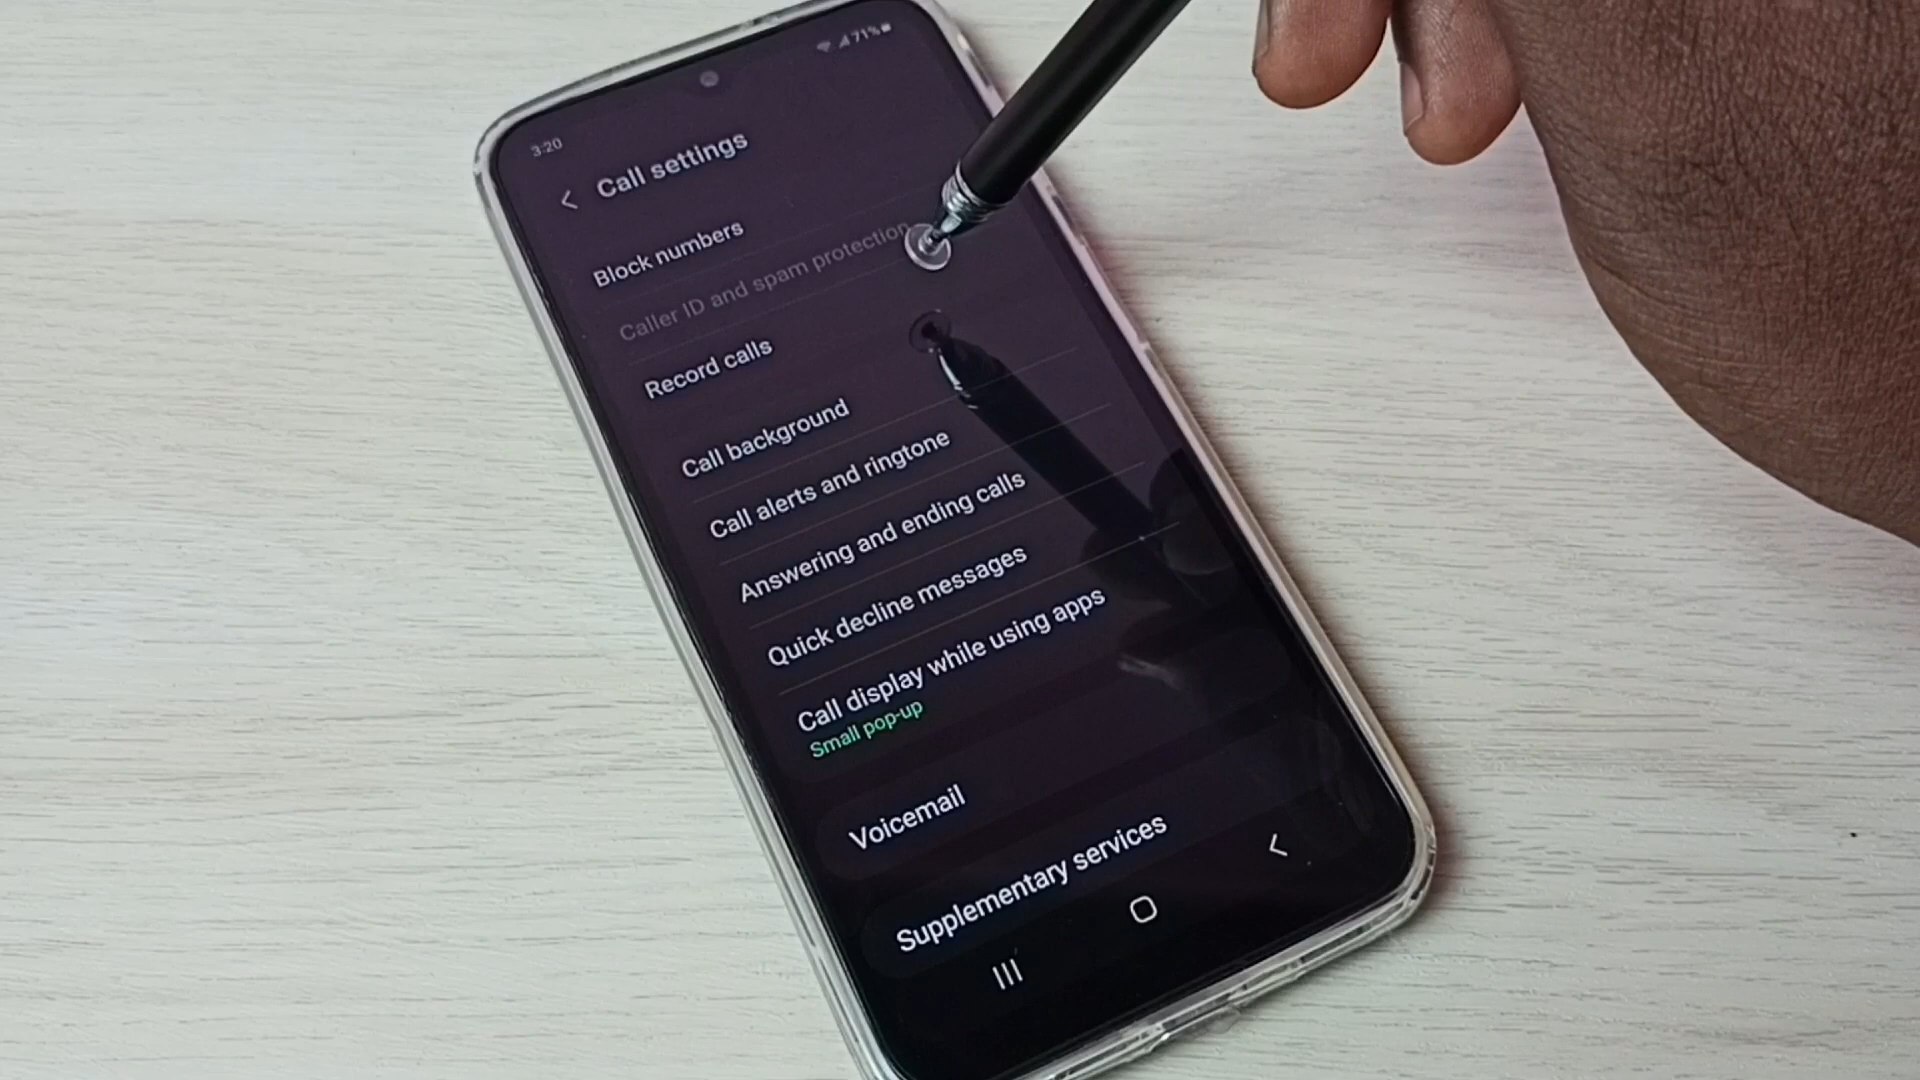 3:20
71%
Call settings
Block numbers
Caller ID and spam protection
Record calls
Call background
Call alerts and ringtone
Answering and ending calls
Quick decline messages
Call display while using apps
Small pop-up
Voicemail
Supplementary services